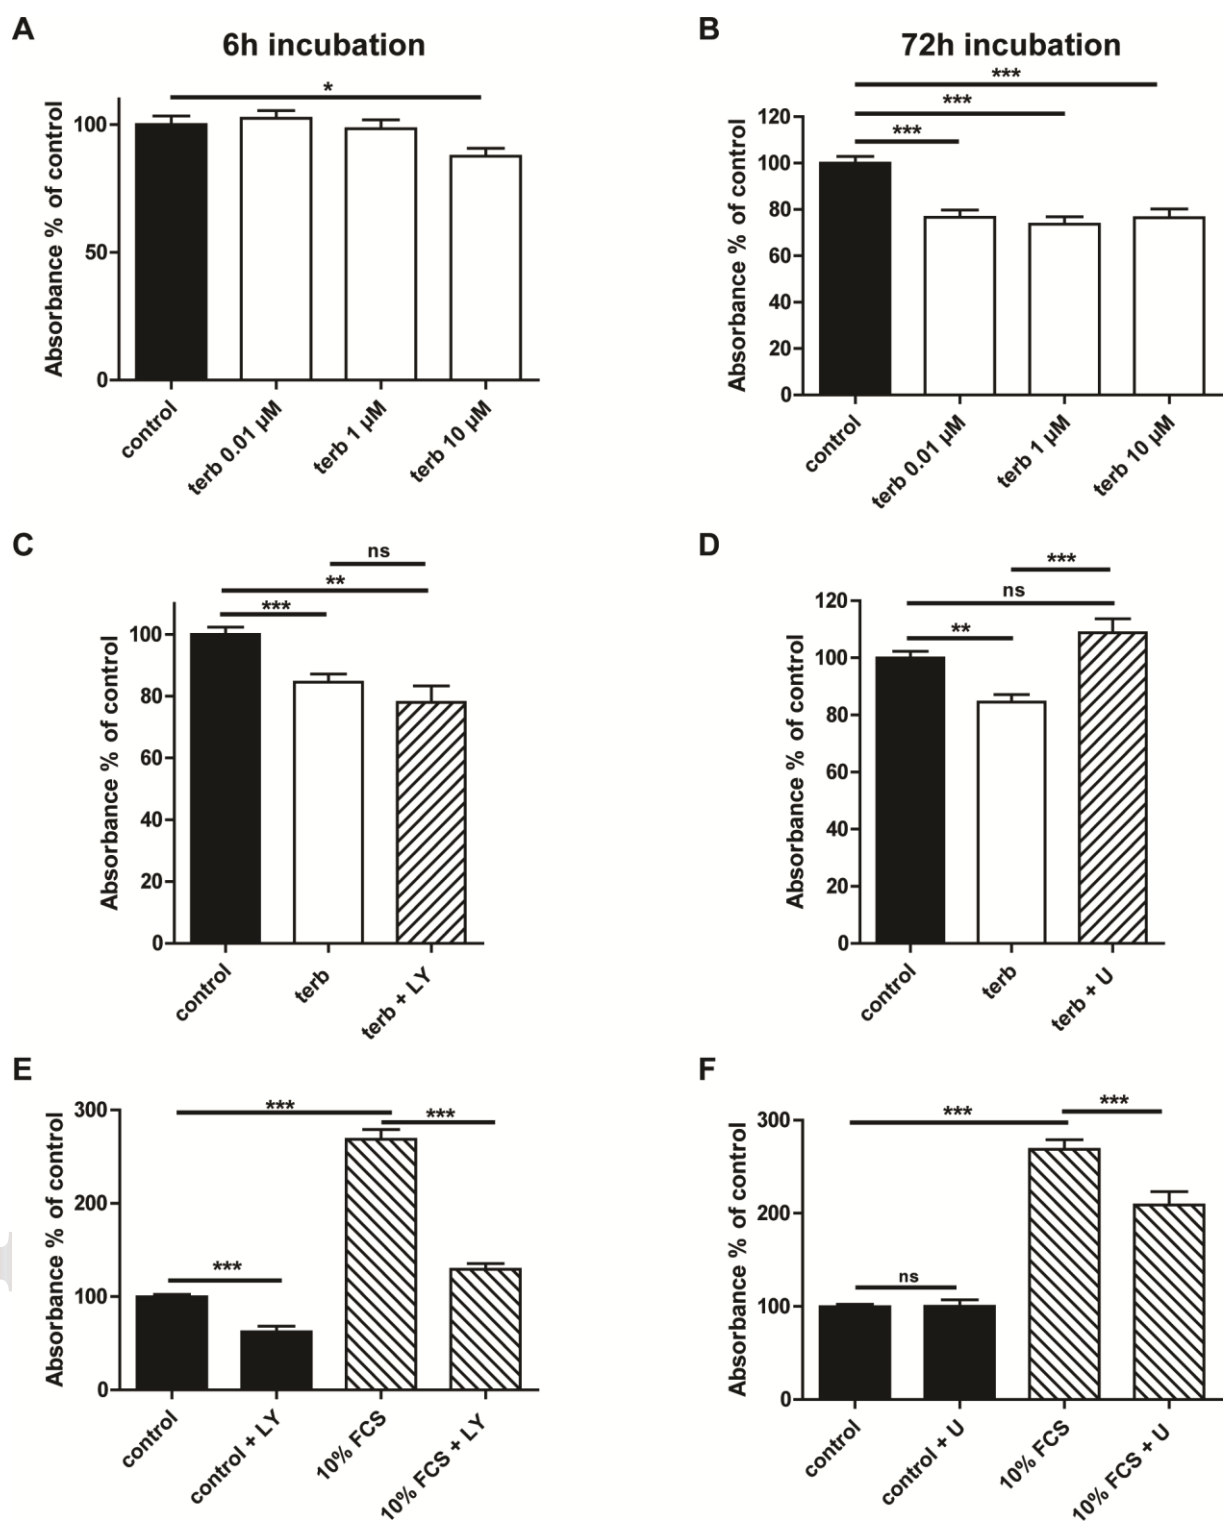 A
6h incubation
*
Absorbance % of control
100
50
0
control
terb 0.01 µM
terb 1 µM
terb 10 µM
B
72h incubation
***
***
***
Absorbance % of control
120
100
80
60
40
20
0
control
terb 0.01 µM
terb 1 µM
terb 10 µM
C
ns
**
***
Absorbance % of control
100
80
60
40
20
0
control
terb
terb + LY
D
***
ns
**
Absorbance % of control
120
100
80
60
40
20
0
control
terb
terb + U
E
***
***
***
Absorbance % of control
300
200
100
0
control
control + LY
10% FCS
10% FCS + LY
F
***
***
ns
Absorbance % of control
300
200
100
0
control
control + U
10% FCS
10% FCS + U